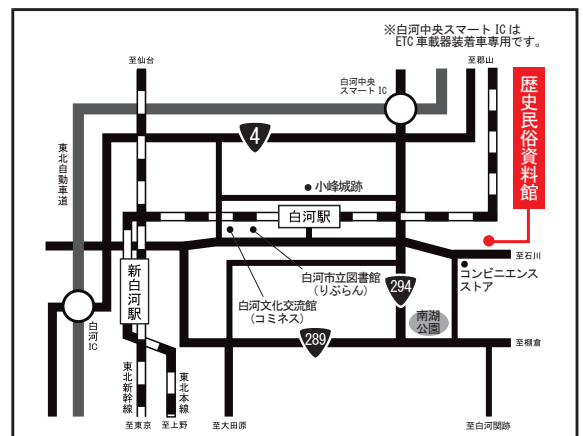 ※白河中央スマート IC は
ETC 車載器装着車専用です。
至仙台
至郡山
白河中央
スマート IC
歴史民俗資料館
4
東北自動車道
小峰城跡
白河駅
至石川
コンビニエンス
ストア
白河市立図書館
（りぶらん）
白河文化交流館
（コミネス）
新白河駅
294
南湖
公園
白河IC
289
至棚倉
東北新幹線
東北本線
至東京
至上野
至大田原
至白河関跡